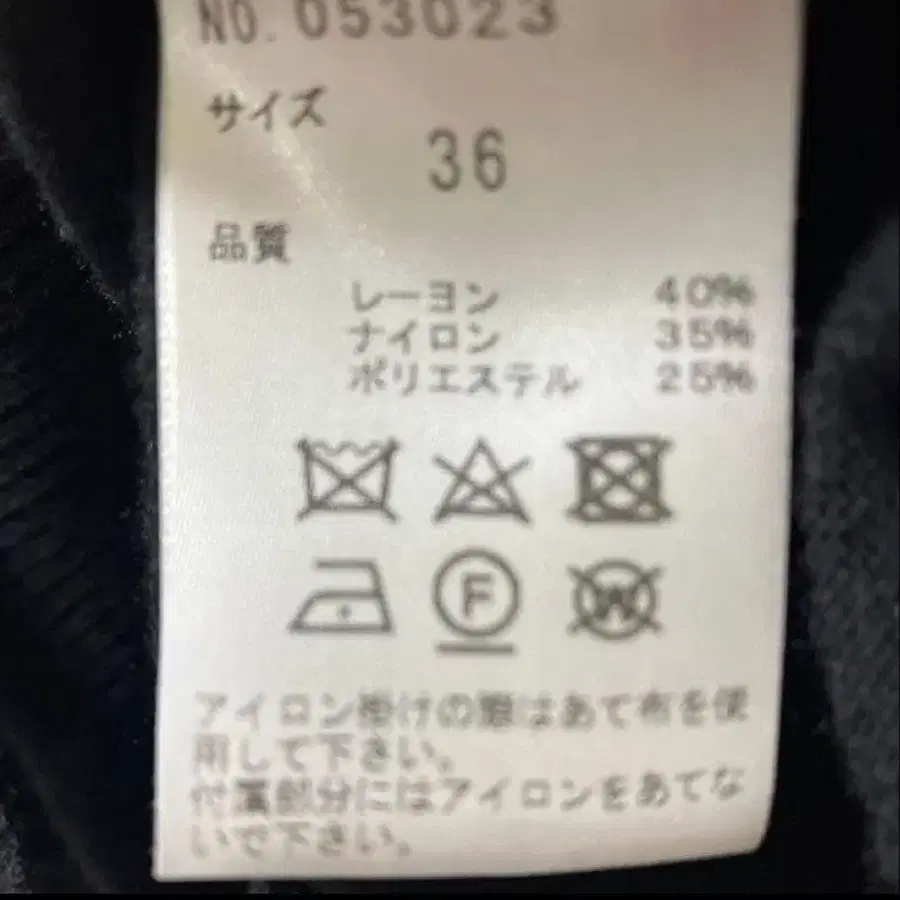 NO. 053023
サイズ
36
品質
レーヨン 40%
ナイロン 35%
ポリエステル 25%
F W
アイロン掛けの際はあて布を使
用して下さい。
付属部分にはアイロンをあてな
いで下さい。